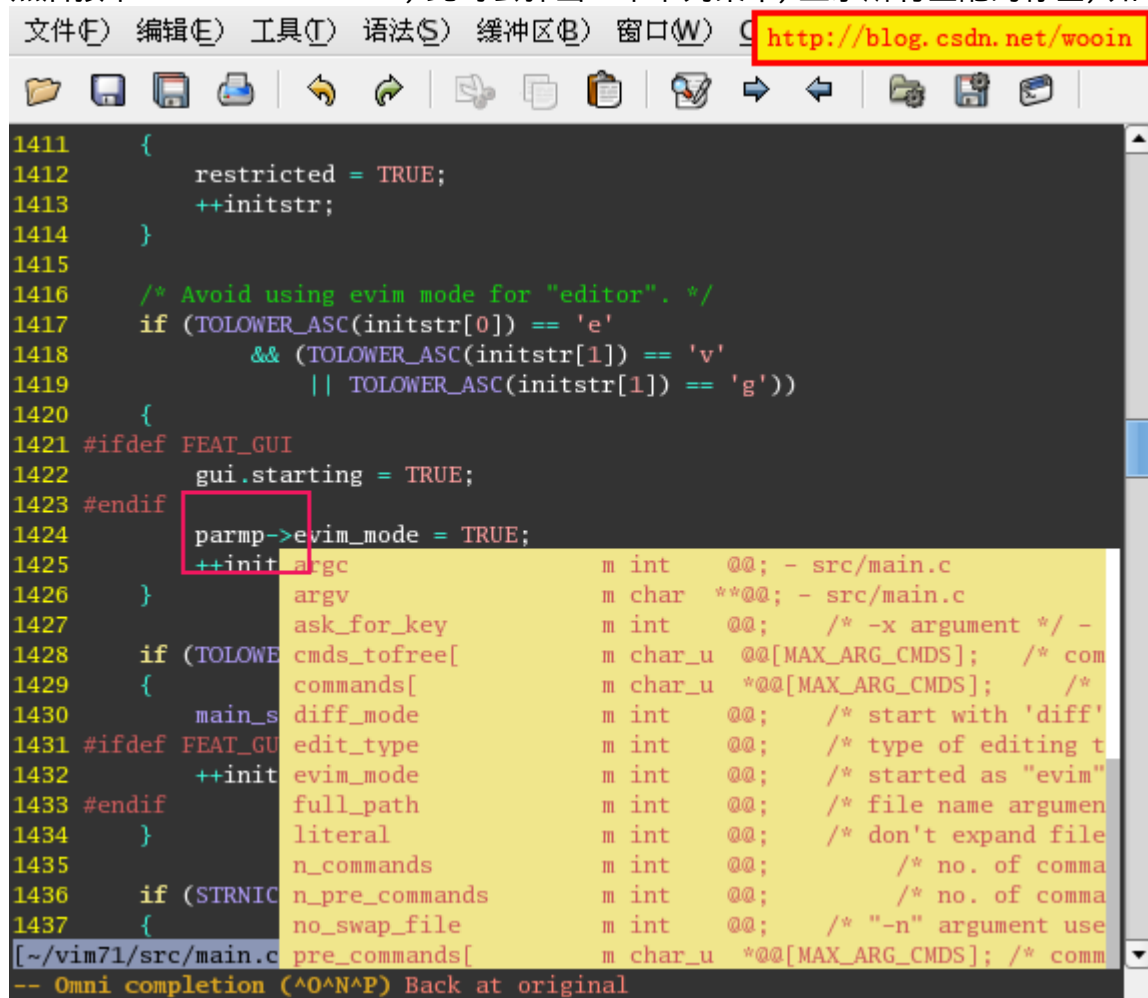 文件(F) 编辑(E) 工具(T) 语法(S) 缓冲区(B) 窗口(W)
http://blog.csdn.net/wooin
1411 {
1412 restricted = TRUE;
1413 ++initstr;
1414 }
1415
1416 /* Avoid using evim mode for "editor". */
1417 if (TOLOWER_ASC(initstr[0]) == 'e'
1418 && (TOLOWER_ASC(initstr[1]) == 'v'
1419 || TOLOWER_ASC(initstr[1]) == 'g'))
1420 {
1421 #ifdef FEAT_GUI
1422 gui.starting = TRUE;
1423 #endif
1424 parmp->evim_mode = TRUE;
1425 ++init argc m int @@; - src/main.c
1426 } argv m char **@@; - src/main.c
1427 ask_for_key m int @@; /* -x argument */ -
1428 if (TOLOWE cmds_tofree[ m char_u @@[MAX_ARG_CMDS]; /* com
1429 { commands[ m char_u *@@[MAX_ARG_CMDS]; /*
1430 main_s diff_mode m int @@; /* start with 'diff'
1431 #ifdef FEAT_GU edit_type m int @@; /* type of editing t
1432 ++init evim_mode m int @@; /* started as "evim"
1433 #endif full_path m int @@; /* file name argumen
1434 } literal m int @@; /* don't expand file
1435 n_commands m int @@; /* no. of comma
1436 if (STRNIC n_pre_commands m int @@; /* no. of comma
1437 { no_swap_file m int @@; /* "-n" argument use
[~/vim71/src/main.c pre_commands[ m char_u *@@[MAX_ARG_CMDS]; /* comm
-- Omni completion (^O^N^P) Back at original